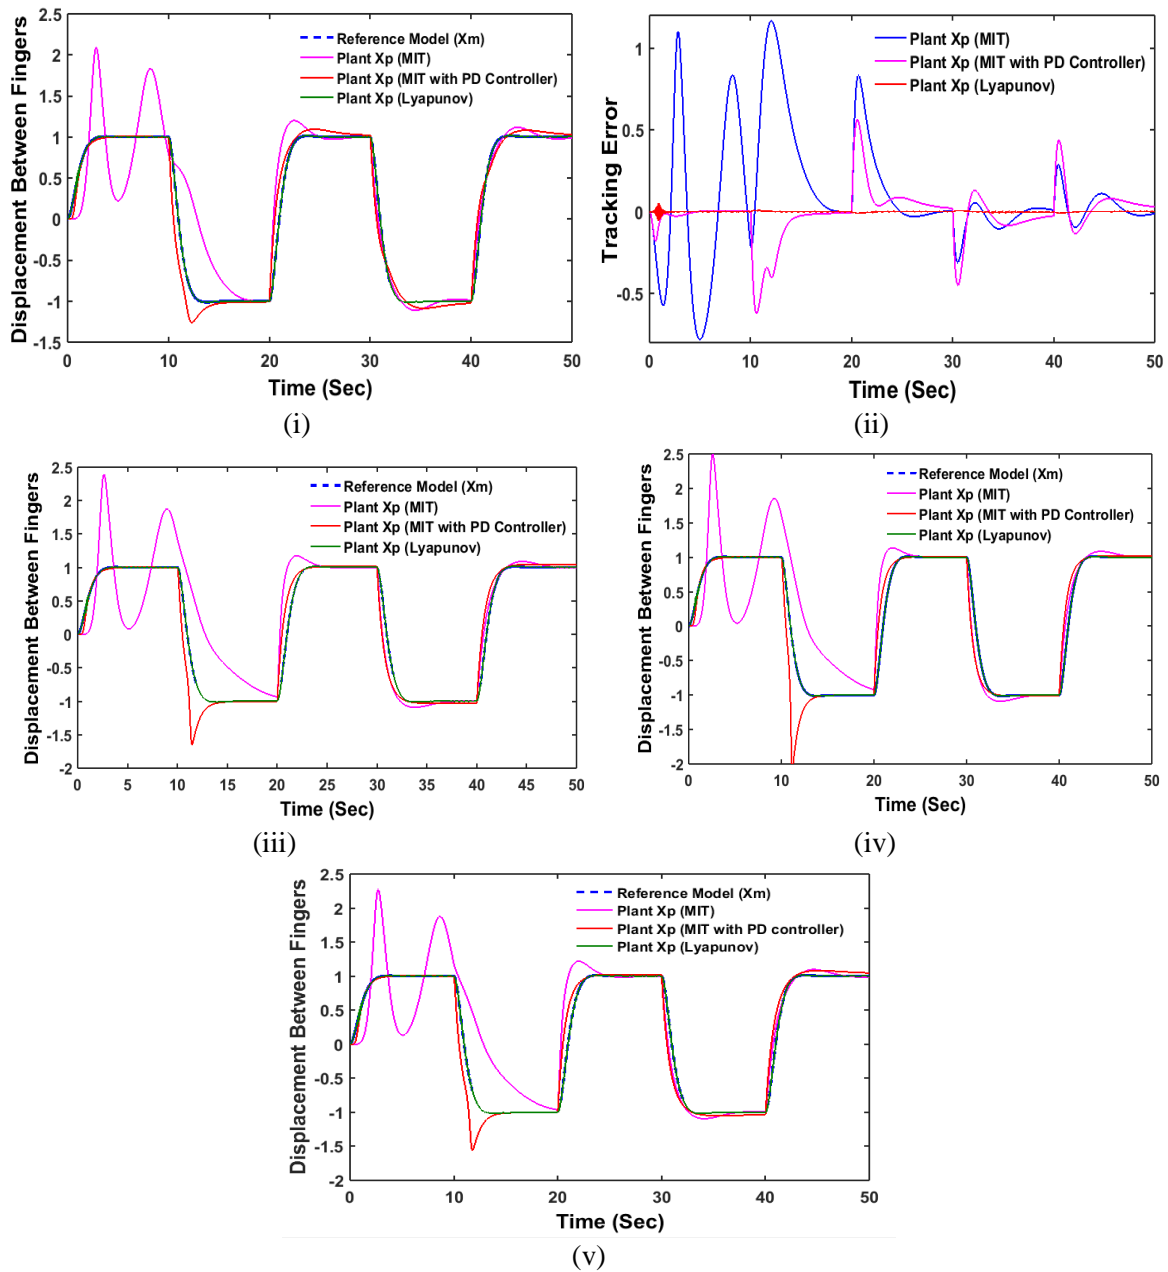 2.5
2
1.5
1
0.5
0
-0.5
-1
-1.5
Displacement Between Fingers
Reference Model (Xm)
Plant Xp (MIT)
Plant Xp (MIT with PD Controller)
Plant Xp (Lyapunov)
0 10 20 30 40 50
Time (Sec)
(i)
1
0.5
0
-0.5
Tracking Error
Plant Xp (MIT)
Plant Xp (MIT with PD Controller)
Plant Xp (Lyapunov)
0 10 20 30 40 50
Time (Sec)
(ii)
2.5
2
1.5
1
0.5
0
-0.5
-1
-1.5
-2
Displacement Between Fingers
Reference Model (Xm)
Plant Xp (MIT)
Plant Xp (MIT with PD Controller)
Plant Xp (Lyapunov)
0 5 10 15 20 25 30 35 40 45 50
Time (Sec)
(iii)
2.5
2
1.5
1
0.5
0
-0.5
-1
-1.5
-2
Displacement Between Fingers
Reference Model (Xm)
Plant Xp (MIT)
Plant Xp (MIT with PD Controller)
Plant Xp (Lyapunov)
0 10 20 30 40 50
Time (Sec)
(iv)
2.5
2
1.5
1
0.5
0
-0.5
-1
-1.5
-2
Displacement Between Fingers
Reference Model (Xm)
Plant Xp (MIT)
Plant Xp (MIT with PD controller)
Plant Xp (Lyapunov)
0 10 20 30 40 50
Time (Sec)
(v)